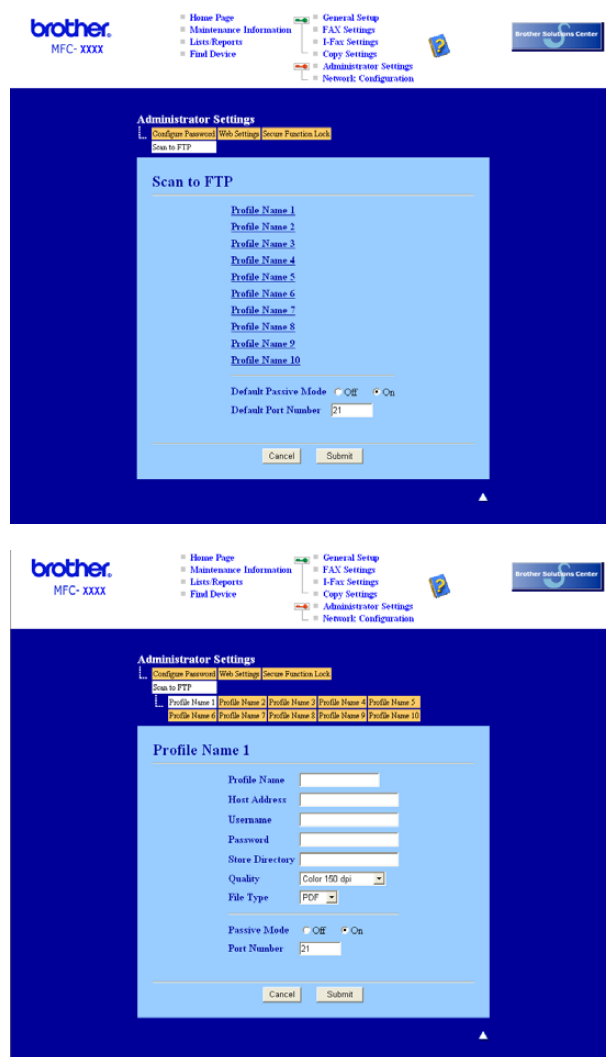 brother.
MFC- XXXX
Home Page
Maintenance Information
Lists/Reports
Find Device
General Setup
FAX Settings
I-Fax Settings
Copy Settings
Administrator Settings
Network Configuration
Brother Solutions Center
Administrator Settings
Configure Password Web Settings Secure Function Lock
Scan to FTP
Scan to FTP
Profile Name 1
Profile Name 2
Profile Name 3
Profile Name 4
Profile Name 5
Profile Name 6
Profile Name 7
Profile Name 8
Profile Name 9
Profile Name 10
Default Passive Mode Off On
Default Port Number 21
Cancel Submit
brother.
MFC- XXXX
Home Page
Maintenance Information
Lists/Reports
Find Device
General Setup
FAX Settings
I-Fax Settings
Copy Settings
Administrator Settings
Network Configuration
Brother Solutions Center
Administrator Settings
Configure Password Web Settings Secure Function Lock
Scan to FTP
Profile Name 1 Profile Name 2 Profile Name 3 Profile Name 4 Profile Name 5
Profile Name 6 Profile Name 7 Profile Name 8 Profile Name 9 Profile Name 10
Profile Name 1
Profile Name
Host Address
Username
Password
Store Directory
Quality Color 150 dpi
File Type PDF
Passive Mode Off On
Port Number 21
Cancel Submit